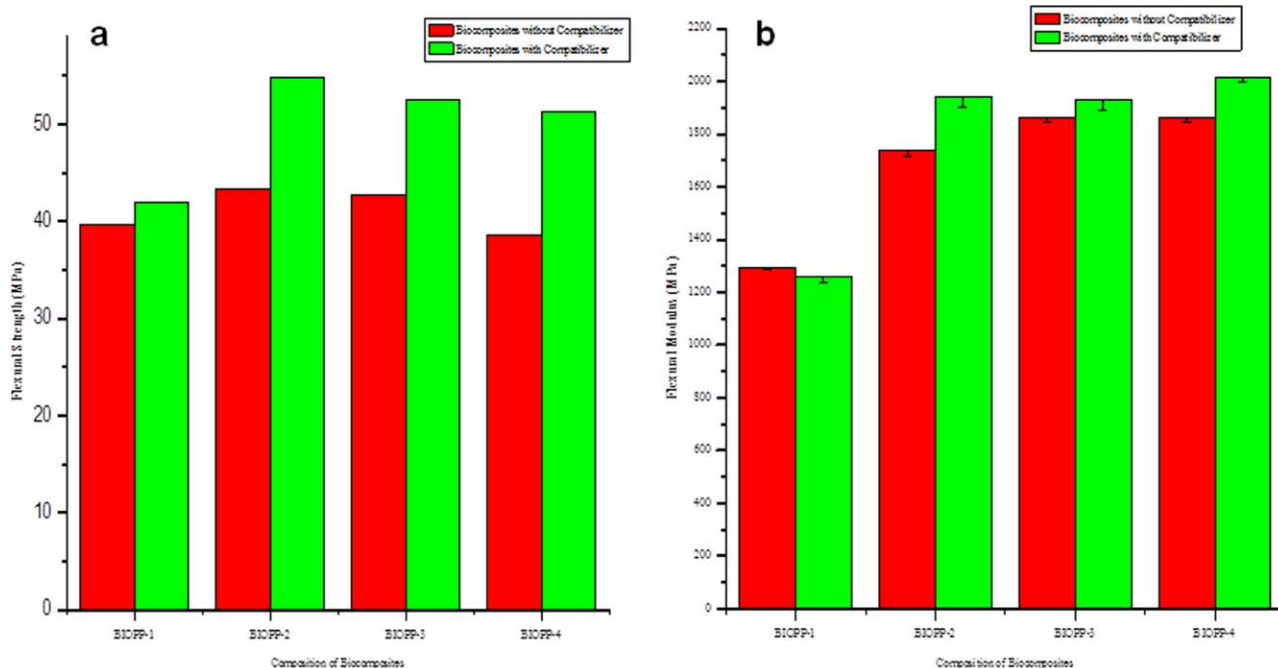 a
Biocomposites without Compatibilizer
Biocomposites with Compatibilizer
50
40
30
20
10
0
Flexural Strength (MPa)
BIOPP-1
BIOPP-2
BIOPP-3
BIOPP-4
Composition of Biocomposites
b
Biocomposites without Compatibilizer
Biocomposites with Compatibilizer
2200
2000
1800
1600
1400
1200
1000
800
600
400
200
0
Flexural Modulus (MPa)
BIOPP-1
BIOPP-2
BIOPP-3
BIOPP-4
Composition of Biocomposites